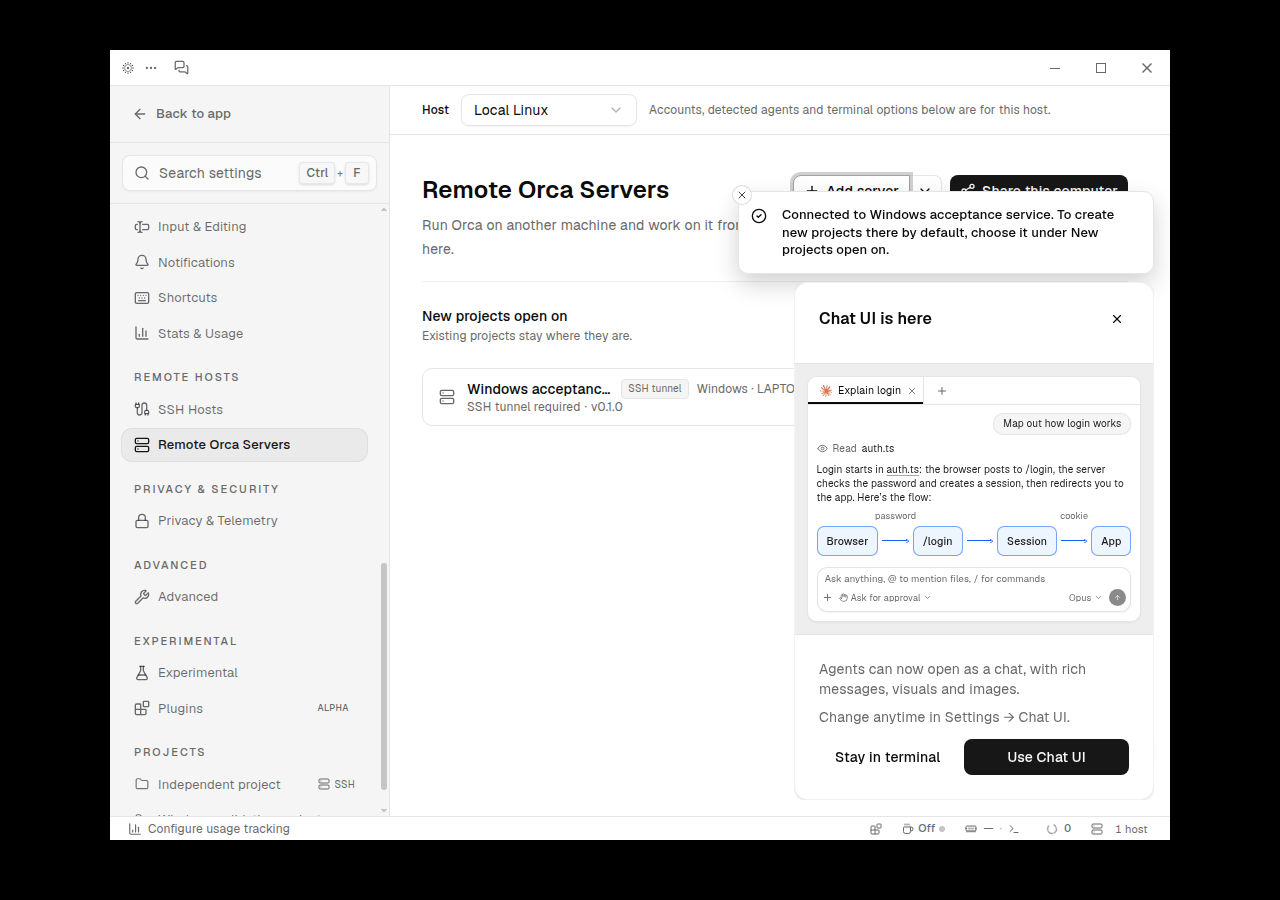 Back to app
Host
Local Linux
Accounts, detected agents and terminal options below are for this host.
Search settings
Ctrl + F
Input & Editing
Notifications
Shortcuts
Stats & Usage
REMOTE HOSTS
SSH Hosts
Remote Orca Servers
PRIVACY & SECURITY
Privacy & Telemetry
ADVANCED
Advanced
EXPERIMENTAL
Experimental
Plugins ALPHA
PROJECTS
Independent project SSH
Remote Orca Servers
Add server
Share this computer
Run Orca on another machine and work on it from
here.
Connected to Windows acceptance service. To create
new projects there by default, choose it under New
projects open on.
New projects open on
Existing projects stay where they are.
Windows acceptanc... SSH tunnel Windows · LAPTO
SSH tunnel required · v0.1.0
Chat UI is here
Explain login
Map out how login works
Read auth.ts
Login starts in auth.ts: the browser posts to /login, the server
checks the password and creates a session, then redirects you to
the app. Here's the flow:
password cookie
Browser /login Session App
Ask anything, @ to mention files, / for commands
Ask for approval Opus
Agents can now open as a chat, with rich
messages, visuals and images.
Change anytime in Settings → Chat UI.
Stay in terminal
Use Chat UI
Configure usage tracking
Off
0
1 host